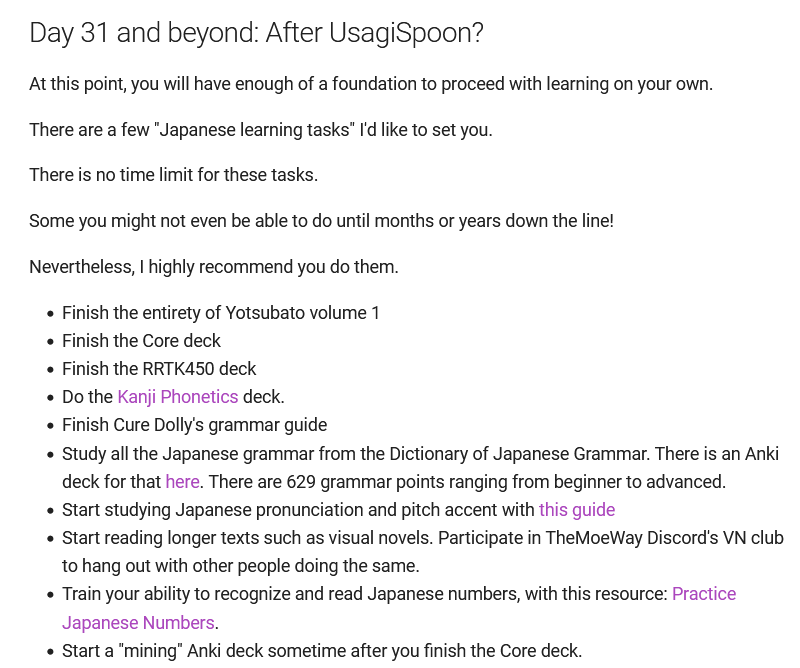 Day 31 and beyond: After UsagiSpoon?
At this point, you will have enough of a foundation to proceed with learning on your own.
There are a few "Japanese learning tasks" I'd like to set you.
There is no time limit for these tasks.
Some you might not even be able to do until months or years down the line!
Nevertheless, I highly recommend you do them.
• Finish the entirety of Yotsubato volume 1
• Finish the Core deck
• Finish the RRTK450 deck
• Do the Kanji Phonetics deck.
• Finish Cure Dolly's grammar guide
• Study all the Japanese grammar from the Dictionary of Japanese Grammar. There is an Anki
deck for that here. There are 629 grammar points ranging from beginner to advanced.
• Start studying Japanese pronunciation and pitch accent with this guide
• Start reading longer texts such as visual novels. Participate in TheMoeWay Discord's VN club
to hang out with other people doing the same.
• Train your ability to recognize and read Japanese numbers, with this resource: Practice
Japanese Numbers.
• Start a "mining" Anki deck sometime after you finish the Core deck.